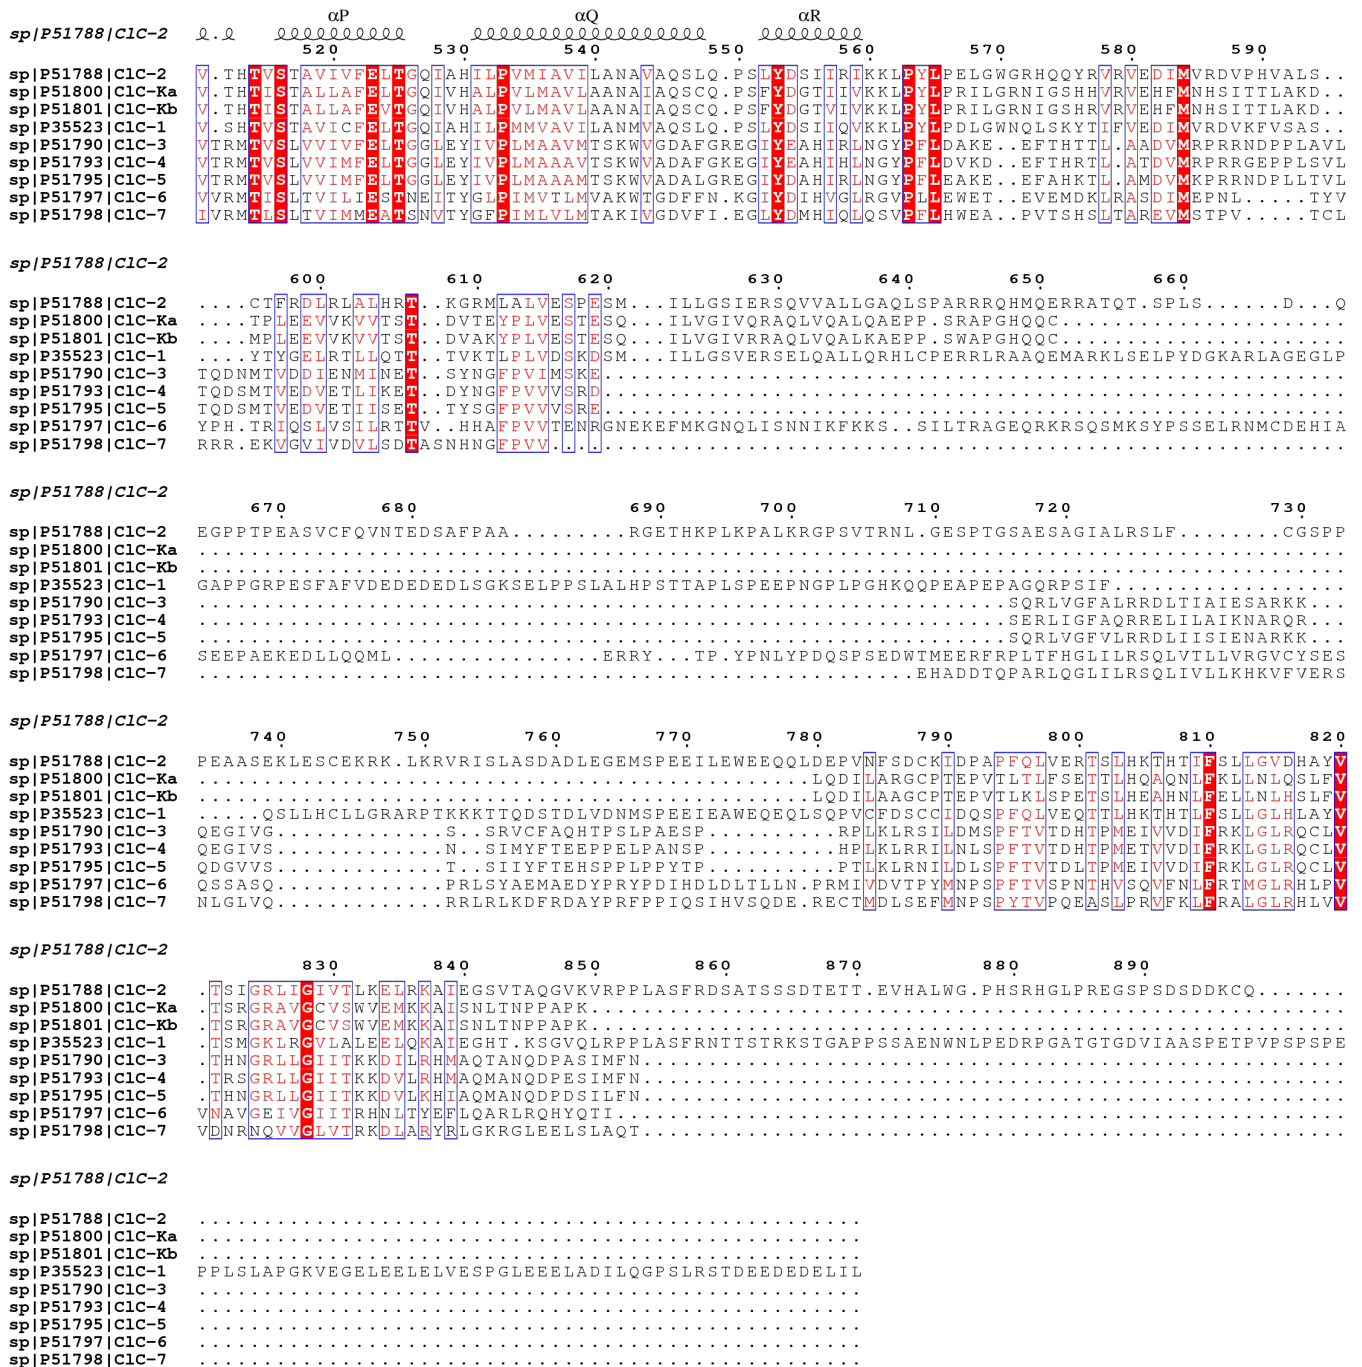 αP αQ αR
sp|P51788|ClC-2
520 530 540 550 560 570 580 590
sp|P51788|ClC-2 V.THTVSTAVIVFELTGQIAHILPVMIAVILANAVAQSLQ.PSLYDSIIRIKKLPYLPELGWGRHQQYRVRVEDIMVRDVPHVALS..
sp|P51800|ClC-Ka V.THTISTALLAFELTGQIVHALPVLMAVLAANAIAQSCQ.PSFYDGTIIVKKLPYLPRILGRNIGSHHVRVEHFMNHSITTLAKD..
sp|P51801|ClC-Kb V.THTISTALLAFEVTGQIVHALPVLMAVLAANAIAQSCQ.PSFYDGTVIVKKLPYLPRILGRNIGSHRVRVEHFMNHSITTLAKD..
sp|P35523|ClC-1 V.SHTVSTAVICFELTGQIAHILPMMVAVILANMVAQSLQ.PSLYDSIIQVKKLPYLPDLGWNQLSKYTIFVEDIMVRDVKFVSAS..
sp|P51790|ClC-3 VTRMTVSLVVIVFELTGGLEYIVPLMAAVMTSKWVGDAFGREGIYEAHIRLNGYPFLDAKE..EFTHTTL.AADVMRPRRNDPPLAVL
sp|P51793|ClC-4 VTRMTVSLVVIMFELTGGLEYIVPLMAAVVTSKWVADAFGKEGIYEAHIHLNGYPFLDVKD..EFTHRTL.ATDVMRPRRGEPPLSVL
sp|P51795|ClC-5 VTRMTVSLVVIMFELTGGLEYIVPLMAAAMTSKWVADALGREGIYDAHIRLNGYPFLEAKE..EFAHKTL.AMDVMKPRRNDPLLTVL
sp|P51797|ClC-6 VTRMTVSLTVILIESTNEITYGLPIMVTLMVAKWTGDFFN.KGIYDIHVGLRGVPLLEWET..EVEMDKLRASDIMEPNL.....TYV
sp|P51798|ClC-7 IVRMTLSLTVIMMEATSNVTYGFPIMLVLMTAKIVGDVFI.EGLYDMHIQLQSVPFLHWEA..PVTSHSLTAREVMSTPV.....TCL
sp|P51788|ClC-2
600 610 620 630 640 650 660
sp|P51788|ClC-2 ....CTFRDLRLALHRT..KGRMLALVESPESM...ILLGSIERSQVVALLGAQLSPARRRQHMQERRATQT.SPLS.......D...Q
sp|P51800|ClC-Ka ....TPLEEVVKVVTST..DVTEYPLVESTESQ...ILVGIVQRAQLVQALQAEPP.SRAPGHQQC......................
sp|P51801|ClC-Kb ....MPLEEVVKVVTST..DVAKYPLVESTESQ...ILVGIVRRAQLVQALKAEPP.SWAPGHQQC......................
sp|P35523|ClC-1 ....YTYGELRTLLQTT..TVKTLPLVDSKDSM...ILLGSVERSELQALLQRHLCPERRLRAAQEMARKLSELPYDGKARLAGEGLP
sp|P51790|ClC-3 TQDNMTVDDIENMINET..SYNGFPVIMSKE.........................................................
sp|P51793|ClC-4 TQDSMTVEDVETLIKET..DYNGFPVVVSRD.........................................................
sp|P51795|ClC-5 TQDSMTVEDVETIISET..TYSGFPVVVSRE.........................................................
sp|P51797|ClC-6 YPH.TRIQSLVSILRTTV.HHAFPVVTENRGNEKEFMKGNQLISNNIKFKKS..SILTRAGEQRKRSQSMKSYPSSELRNMCDEHIA
sp|P51798|ClC-7 RRR.EKVGVIVDVLSDTASNHNGFPVV.............................................................
sp|P51788|ClC-2
670 680 690 700 710 720 730
sp|P51788|ClC-2 EGPPTPEASVCFQVNTEDSAFPAA.........RGETHKPLKPALKRGPSVTRNL.GESPTGSAESAGIALRSLF........CGSPP
sp|P51800|ClC-Ka ........................................................................................
sp|P51801|ClC-Kb ........................................................................................
sp|P35523|ClC-1 GAPPGRPESFAFVDEDEDEDLSGKSELPPSLALHPSTTAPLSPEEPNGPLPGHKQQPEAPEPAGQRPSIF..................
sp|P51790|ClC-3 ..............................................................SQRLVGFALRRDLTIAIESARKK...
sp|P51793|ClC-4 ..............................................................SERLIGFAQRRELILAIKNARQR...
sp|P51795|ClC-5 ..............................................................SQRLVGFVLRRDLIISIENARKK...
sp|P51797|ClC-6 SEEPAEKEDLLQQML................ERRY...TP.YPNLYPDQSPSEDWTMEERFRPLTFHGLILRSQLVTLLVRGVCYSES
sp|P51798|ClC-7 .......................................................EHADDTQPARLQGLILRSQLIVLLKHKVFVERS
sp|P51788|ClC-2
740 750 760 770 780 790 800 810 820
sp|P51788|ClC-2 PEAASEKLESCEKRK.LKRVRISLASDADLEGEMSPEEILEWEEQQLDEPVNFSDCKIDPAPFQLVERTSLHKTHTIFSLLGVDHAYV
sp|P51800|ClC-Ka ...............................................LQDILARGCPTEPVTLTLFSETTLHQAQNLFKLLNLQSLFV
sp|P51801|ClC-Kb ...............................................LQDILAAGCPTEPVTLKLSPETSLHEAHNLFELLNLHSLFV
sp|P35523|ClC-1 ....QSLLHCLLGRARPTKKKTTQDSTDLVDNMSPEEIEAWEQEQLSQPVCFDSCCIDQSPFQLVEQTTLHKTHTLFSLLGLHLAYV
sp|P51790|ClC-3 QEGIVG.............S..SRVCFAQHTPSLPAESP........RPLKLRSILDMSPFTVTDHTPMEIVVDIFRKLGLRQCLV
sp|P51793|ClC-4 QEGIVS.............N..SIMYFTEEPPELPANSP........HPLKLRRILNLSPFTVTDHTPMETVVDIFRKLGLRQCLV
sp|P51795|ClC-5 QDGVVS.............T..SIIYFTEHSPPLPPYTP........PTLKLRNILDLSPFTVTDLTPMEIVVDIFRKLGLRQCLV
sp|P51797|ClC-6 QSSASQ.............PRLSYAEMAEDYPRYPDIHDLDLTLLN.PRMIVDVTPYMNPSPFTVSPNTHVSQVFNLFRTMGLRHLPV
sp|P51798|ClC-7 NLGLVQ.............RRLRLKDFRDAYPRFPPIQSIHVSQDE.RECTMDLSEFMNPSPYTVPQEASLPRVFKLFRALGLRHLVV
sp|P51788|ClC-2
830 840 850 860 870 880 890
sp|P51788|ClC-2 .TSIGRLIGIVTLKELRKAIEGSVTAQGVKVRPPLASFRDSATSSSDTETT.EVHALWG.PHSRHGLPREGSPSDSDDKCQ.......
sp|P51800|ClC-Ka .TSRGRAVGCVSWVEMKKAISNLTNPPAPK..........................................................
sp|P51801|ClC-Kb .TSRGRAVGCVSWVEMKKAISNLTNPPAPK..........................................................
sp|P35523|ClC-1 .TSMGKLRGVLALEELQKAIEGHT.KSGVQLRPPLASFRNTTSTRKSTGAPPSSAENWNLPEDRPGATGTGDVIAASPETPVPSPSPE
sp|P51790|ClC-3 .THNGRLLGIITKKDILRHMAQTANQDPASIMFN......................................................
sp|P51793|ClC-4 .TRSGRLLGIITKKDVLRHMAQMANQDPESIMFN......................................................
sp|P51795|ClC-5 .THNGRLLGIITKKDVLKHIAQMANQDPDSILFN......................................................
sp|P51797|ClC-6 VNAVGEIVGIITRHNLTYEFLQARLRQHYQTI........................................................
sp|P51798|ClC-7 VDNRNQVVGLVTRKDLARYRLGKRGLEELSLAQT......................................................
sp|P51788|ClC-2
sp|P51788|ClC-2 ...................................................
sp|P51800|ClC-Ka ...................................................
sp|P51801|ClC-Kb ...................................................
sp|P35523|ClC-1 PPLSLAPGKVEGELEELELVESPGLEEELADILQGPSLRSTDEEDEDELIL
sp|P51790|ClC-3 ...................................................
sp|P51793|ClC-4 ...................................................
sp|P51795|ClC-5 ...................................................
sp|P51797|ClC-6 ...................................................
sp|P51798|ClC-7 ...................................................